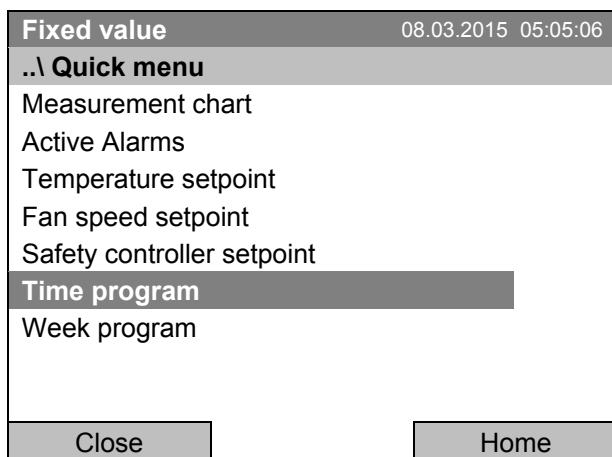 Fixed value 08.03.2015 05:05:06
..\ Quick menu
Measurement chart
Active Alarms
Temperature setpoint
Fan speed setpoint
Safety controller setpoint
Time program
Week program
Close Home